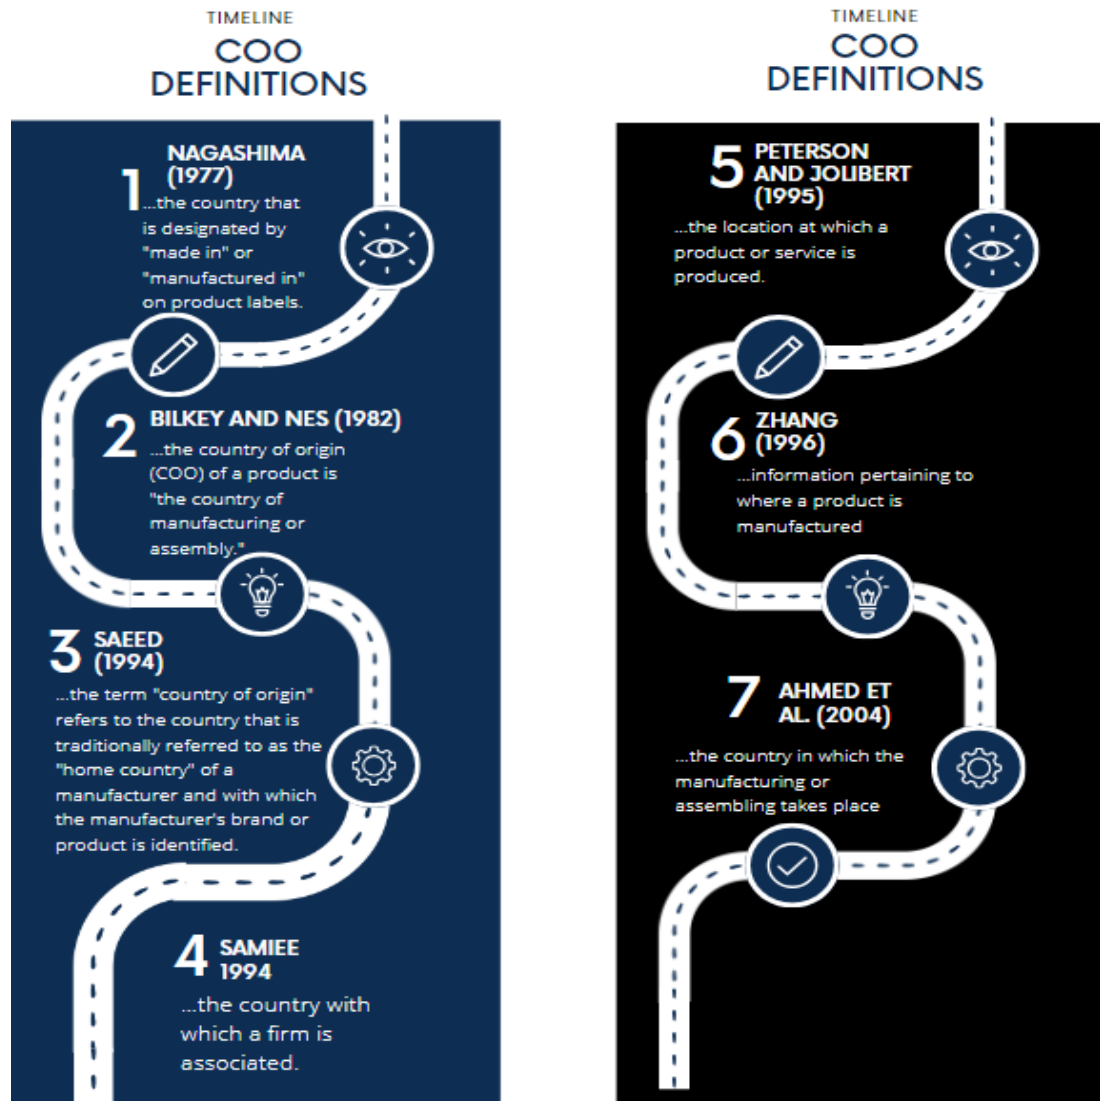 TIMELINE
COO
DEFINITIONS
1
NAGASHIMA
(1977)
...the country that
is designated by
"made in" or
"manufactured in"
on product labels.
2
BILKEY AND NES (1982)
...the country of origin
(COO) of a product is
"the country of
manufacturing or
assembly."
3
SAEED
(1994)
...the term "country of origin"
refers to the country that is
traditionally referred to as the
"home country" of a
manufacturer and with which
the manufacturer's brand or
product is identified.
4
SAMIEE
1994
...the country with
which a firm is
associated.
TIMELINE
COO
DEFINITIONS
5
PETERSON
AND JOLIBERT
(1995)
...the location at which a
product or service is
produced.
6
ZHANG
(1996)
...information pertaining to
where a product is
manufactured
7
AHMED ET
AL. (2004)
...the country in which the
manufacturing or
assembling takes place